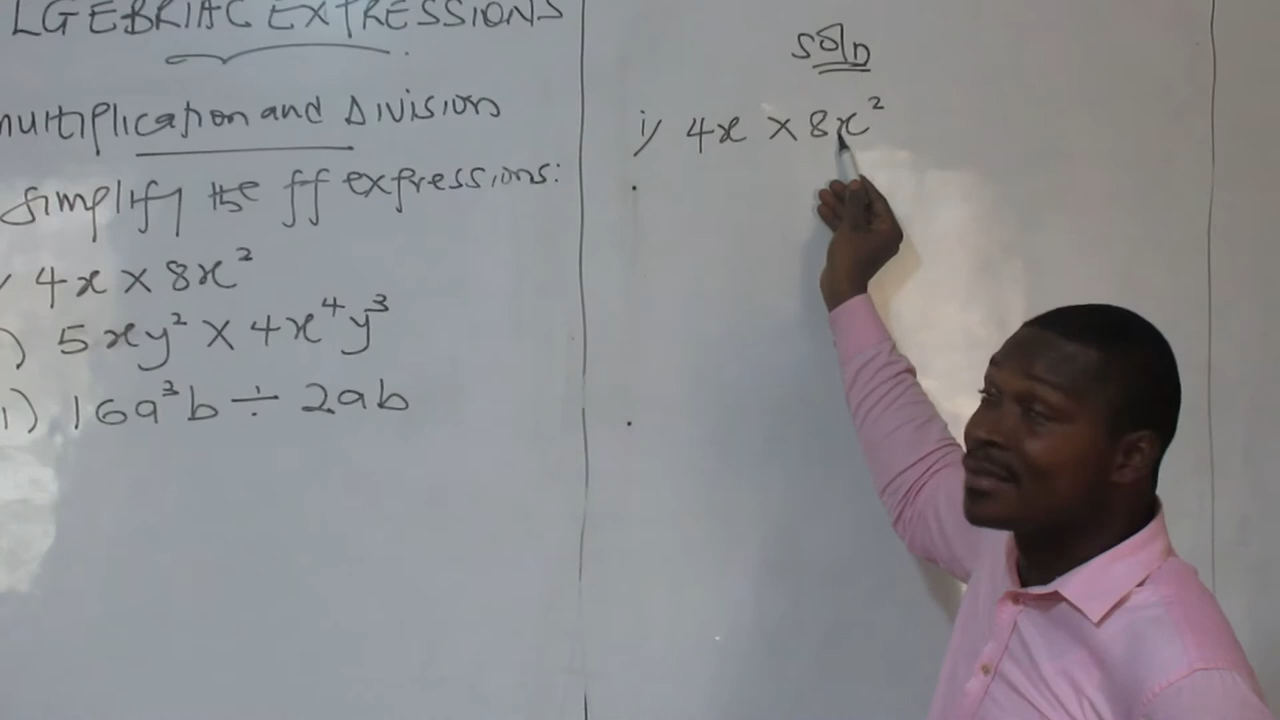 LGEBRIAC EXPRESSIONS
multiplication and Division
Simplify the ff expressions:
4x × 8x²
) 5xy² × 4x⁴y³
i) 16a³b ÷ 2ab
soln
i) 4x × 8x²